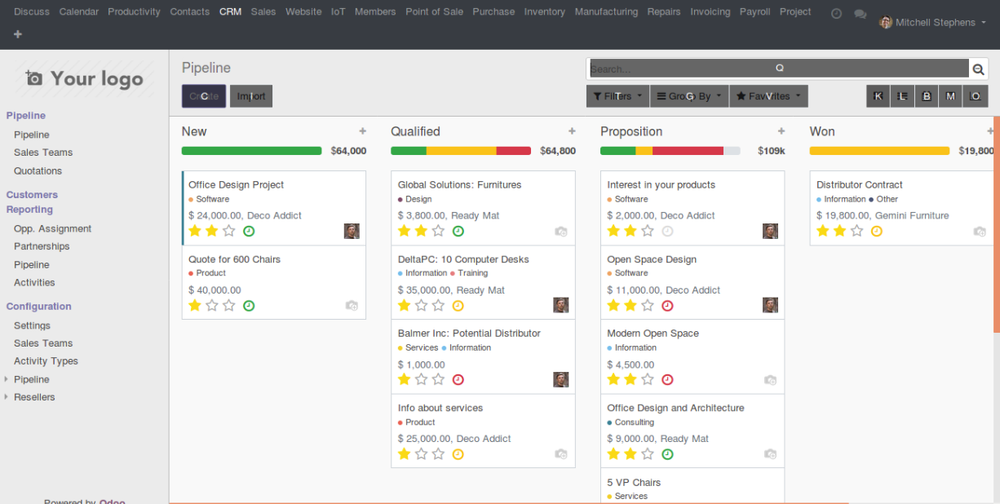 Discuss Calendar Productivity Contacts CRM Sales Website IoT Members Point of Sale Purchase Inventory Manufacturing Repairs Invoicing Payroll Project
Mitchell Stephens
+
Your logo
Pipeline
Pipeline
Sales Teams
Quotations
Customers
Reporting
Opp. Assignment
Partnerships
Pipeline
Activities
Configuration
Settings
Sales Teams
Activity Types
Pipeline
Resellers
Powered by Odoo
Pipeline
Search...
Q
Create
C
Import
I
Filters
T
Group By
G
Favorites
V
K L B M O
New +
$64,000
Office Design Project
Software
$ 24,000.00, Deco Addict
Quote for 600 Chairs
Product
$ 40,000.00
Qualified +
$64,800
Global Solutions: Furnitures
Design
$ 3,800.00, Ready Mat
DeltaPC: 10 Computer Desks
Information Training
$ 35,000.00, Ready Mat
Balmer Inc: Potential Distributor
Services Information
$ 1,000.00
Info about services
Product
$ 25,000.00, Deco Addict
Proposition +
$109k
Interest in your products
Software
$ 2,000.00, Deco Addict
Open Space Design
Software
$ 11,000.00, Deco Addict
Modern Open Space
Information
$ 4,500.00
Office Design and Architecture
Consulting
$ 9,000.00, Ready Mat
5 VP Chairs
Services
Won +
$19,800
Distributor Contract
Information Other
$ 19,800.00, Gemini Furniture